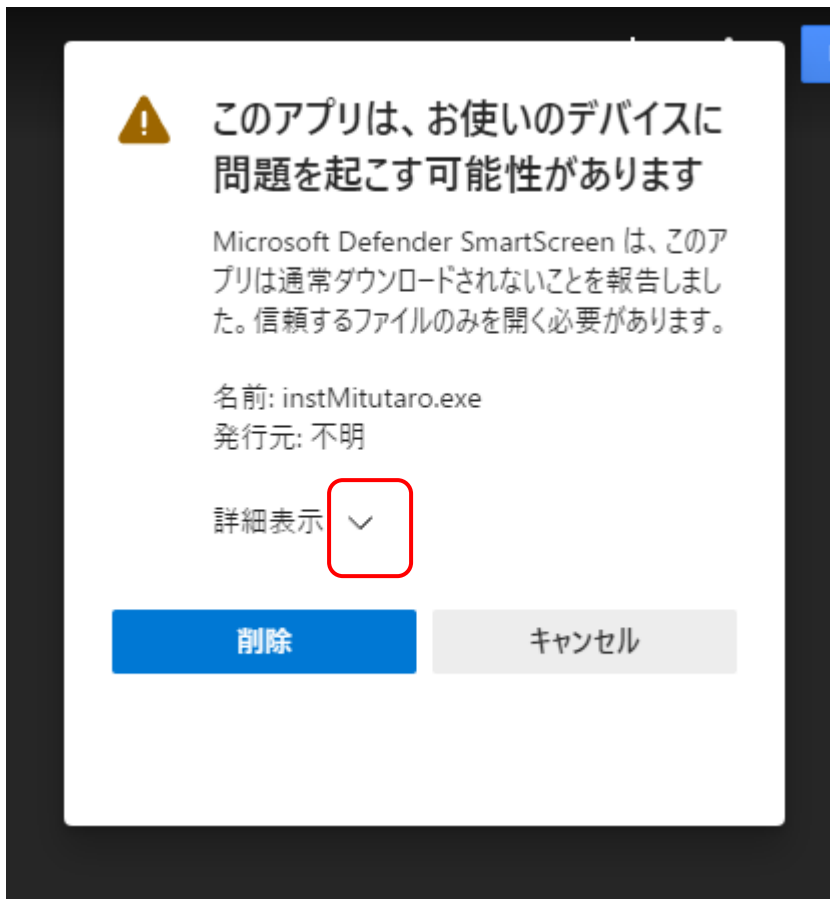 このアプリは、お使いのデバイスに
問題を起こす可能性があります
Microsoft Defender SmartScreen は、このア
プリは通常ダウンロードされないことを報告しまし
た。信頼するファイルのみを開く必要があります。
名前: instMitutaro.exe
発行元: 不明
詳細表示
削除
キャンセル